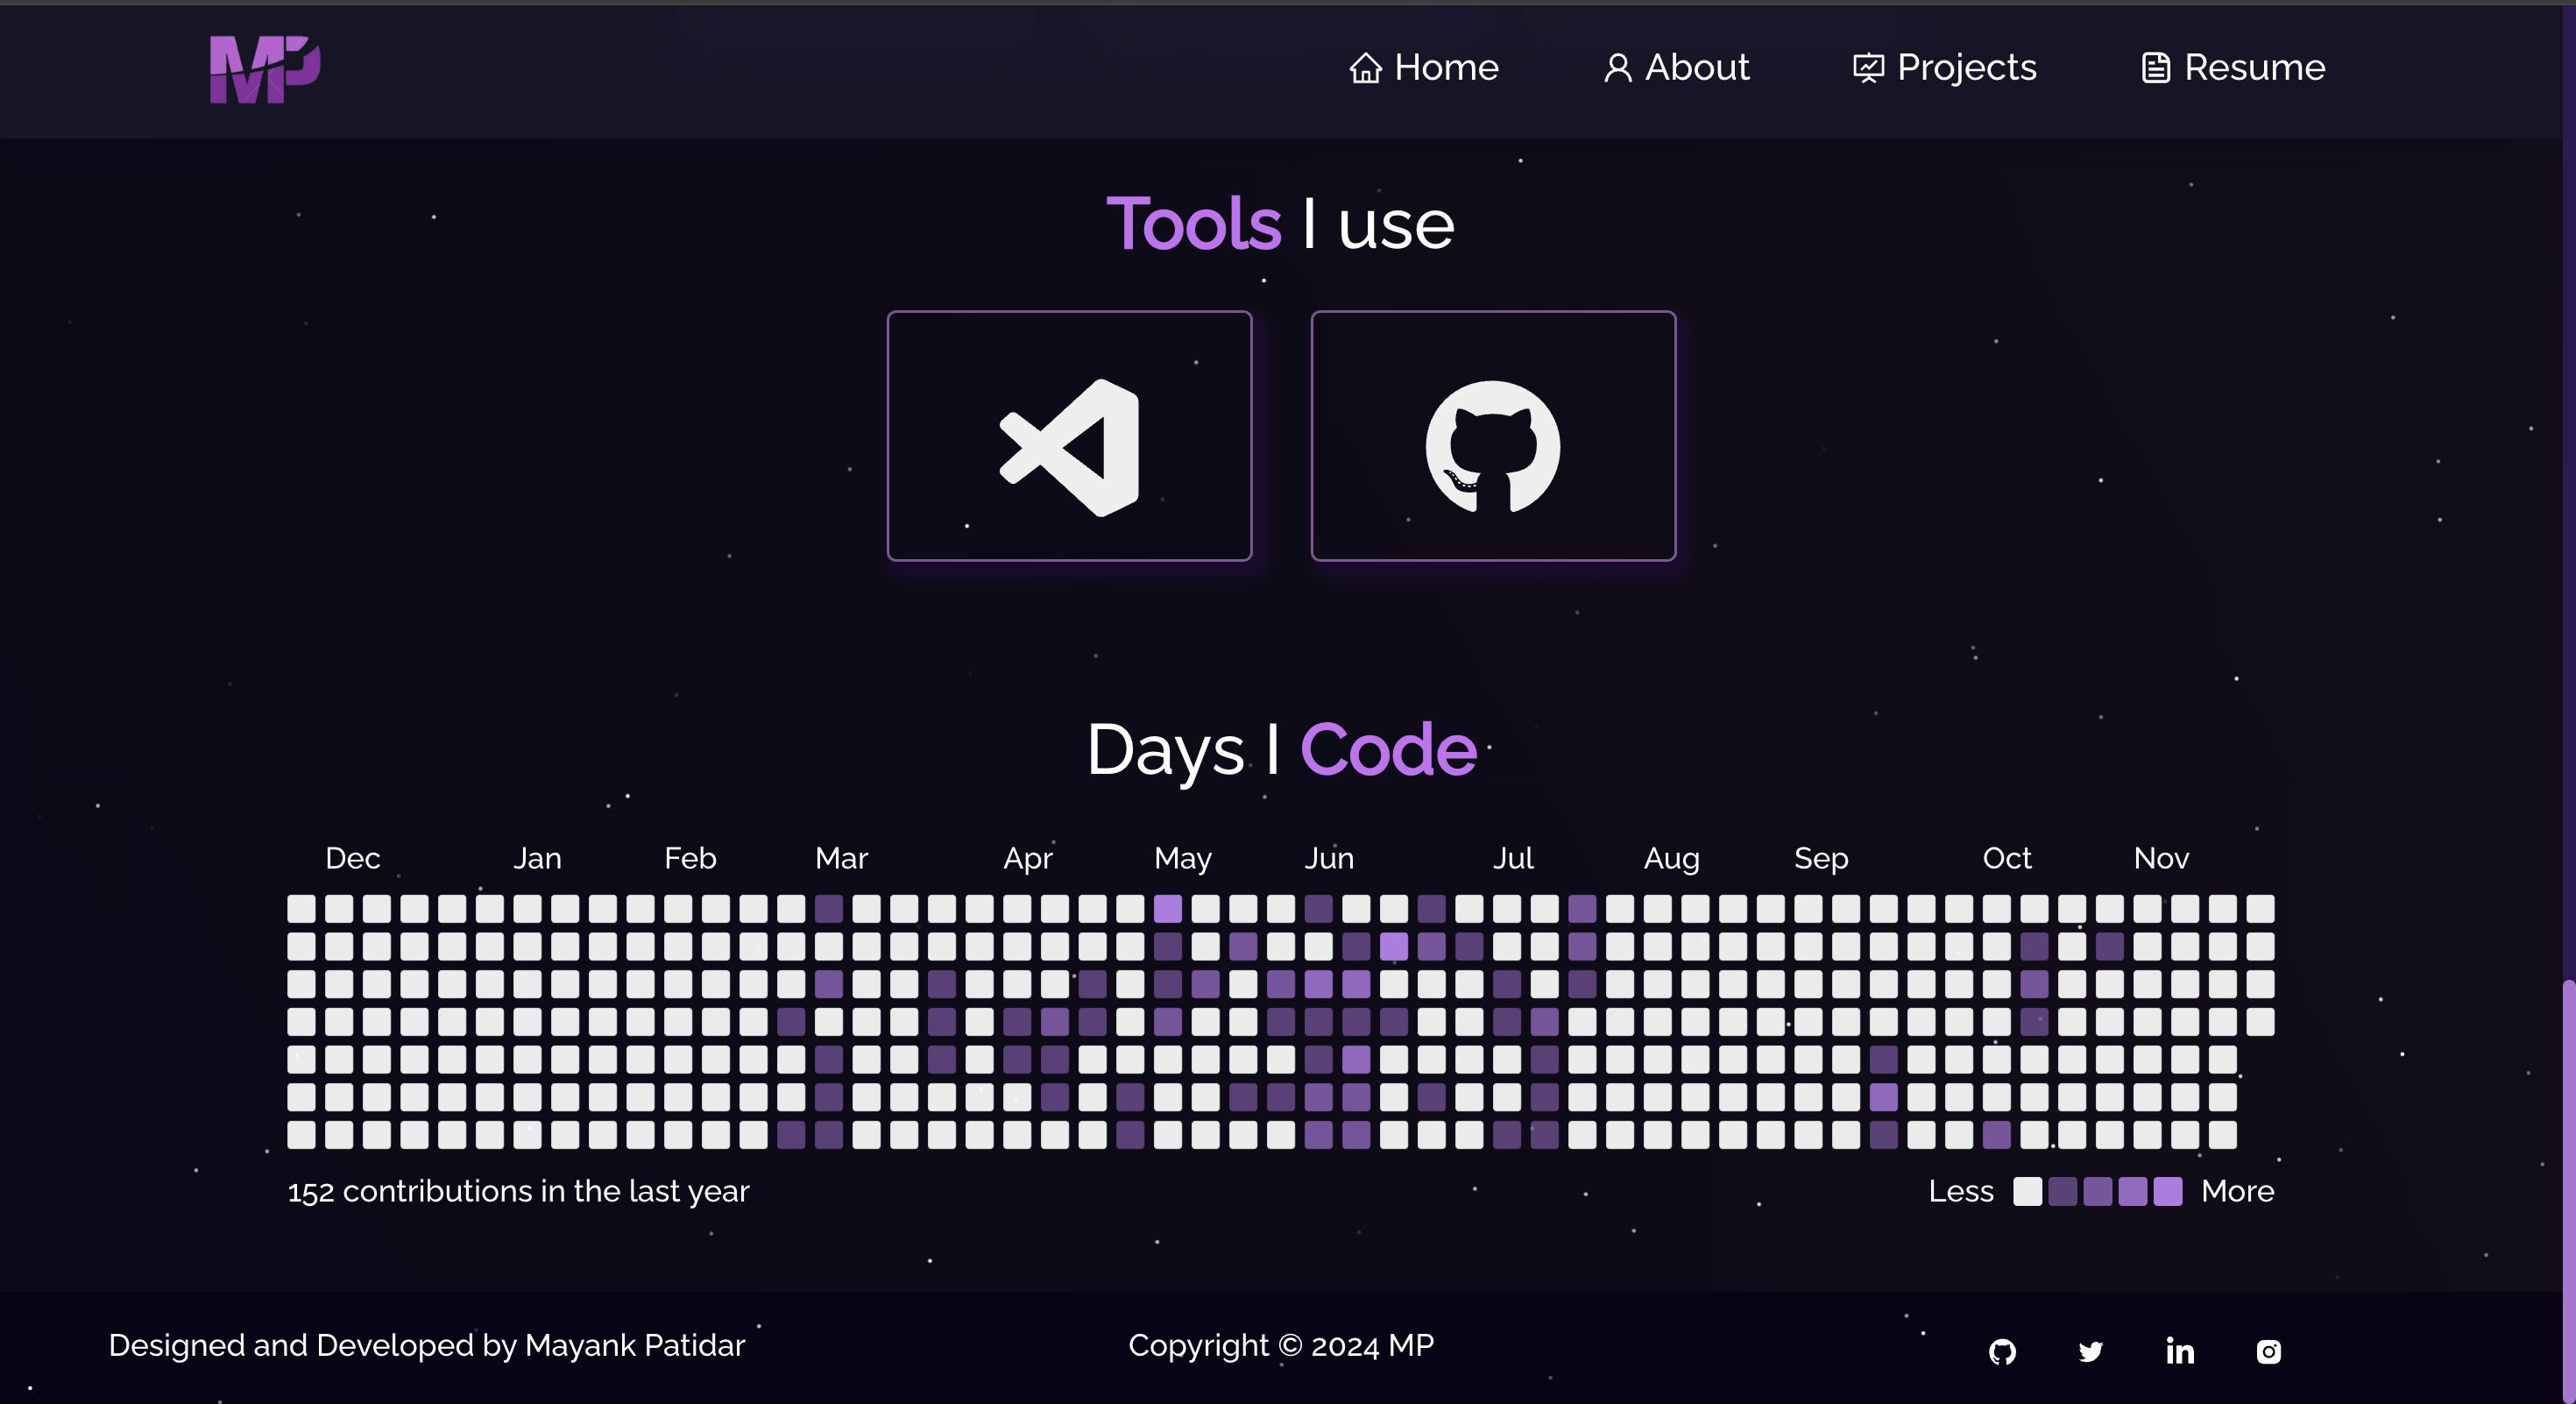 MP
Home About Projects Resume
Tools I use
Days I Code
Dec Jan Feb Mar Apr May Jun Jul Aug Sep Oct Nov
152 contributions in the last year
Less More
Designed and Developed by Mayank Patidar
Copyright © 2024 MP
in